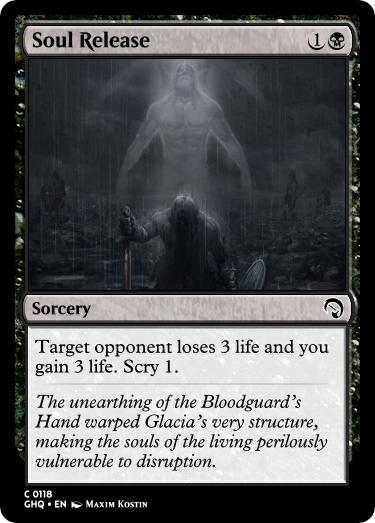 Soul Release 1
Sorcery
Target opponent loses 3 life and you
gain 3 life. Scry 1.
The unearthing of the Bloodguard's
Hand warped Glacia's very structure,
making the souls of the living perilously
vulnerable to disruption.
C 0118
GHQ • EN Maxim Kostin